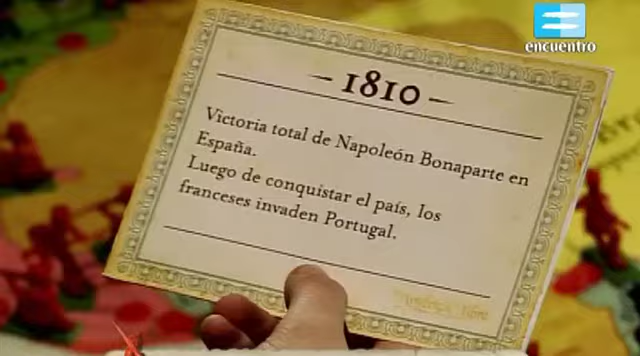 encuentro
— 1810 —
Victoria total de Napoleón Bonaparte en
España.
Luego de conquistar el país, los
franceses invaden Portugal.